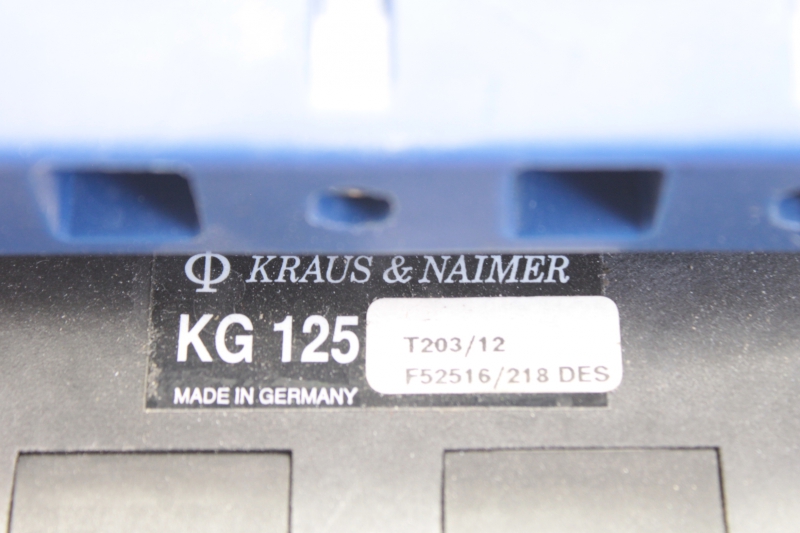 Φ KRAUS & NAIMER
KG 125
T203/12
F52516/218 DES
MADE IN GERMANY